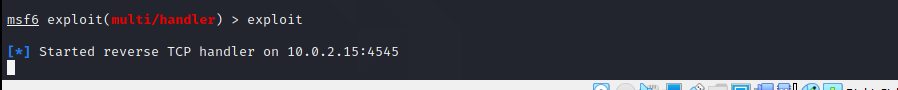 msf6 exploit(multi/handler) > exploit
[*] Started reverse TCP handler on 10.0.2.15:4545